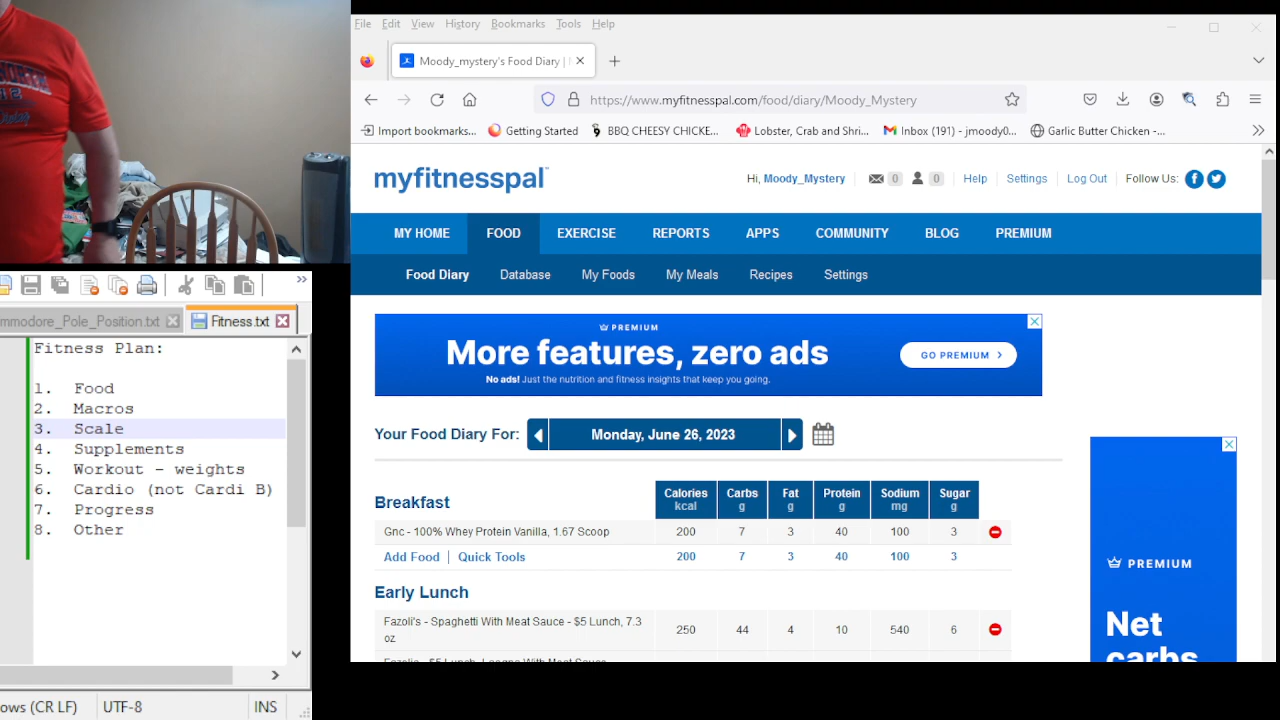 File Edit View History Bookmarks Tools Help
Moody_mystery's Food Diary |
https://www.myfitnesspal.com/food/diary/Moody_Mystery
Import bookmarks... Getting Started BBQ CHEESY CHICKE... Lobster, Crab and Shri... Inbox (191) - jmoody0... Garlic Butter Chicken -...
myfitnesspal
Hi, Moody_Mystery 0 0 Help Settings Log Out Follow Us:
MY HOME FOOD EXERCISE REPORTS APPS COMMUNITY BLOG PREMIUM
Food Diary Database My Foods My Meals Recipes Settings
PREMIUM
More features, zero ads
No ads! Just the nutrition and fitness insights that keep you going.
GO PREMIUM
Your Food Diary For: Monday, June 26, 2023
Breakfast Calories kcal Carbs g Fat g Protein g Sodium mg Sugar g
Gnc - 100% Whey Protein Vanilla, 1.67 Scoop 200 7 3 40 100 3
Add Food | Quick Tools 200 7 3 40 100 3
Early Lunch
Fazoli's - Spaghetti With Meat Sauce - $5 Lunch, 7.3 oz 250 44 4 10 540 6
PREMIUM
Net
carbs
mmodore_Pole_Position.txt Fitness.txt
Fitness Plan:
1. Food
2. Macros
3. Scale
4. Supplements
5. Workout - weights
6. Cardio (not Cardi B)
7. Progress
8. Other
ows (CR LF) UTF-8 INS